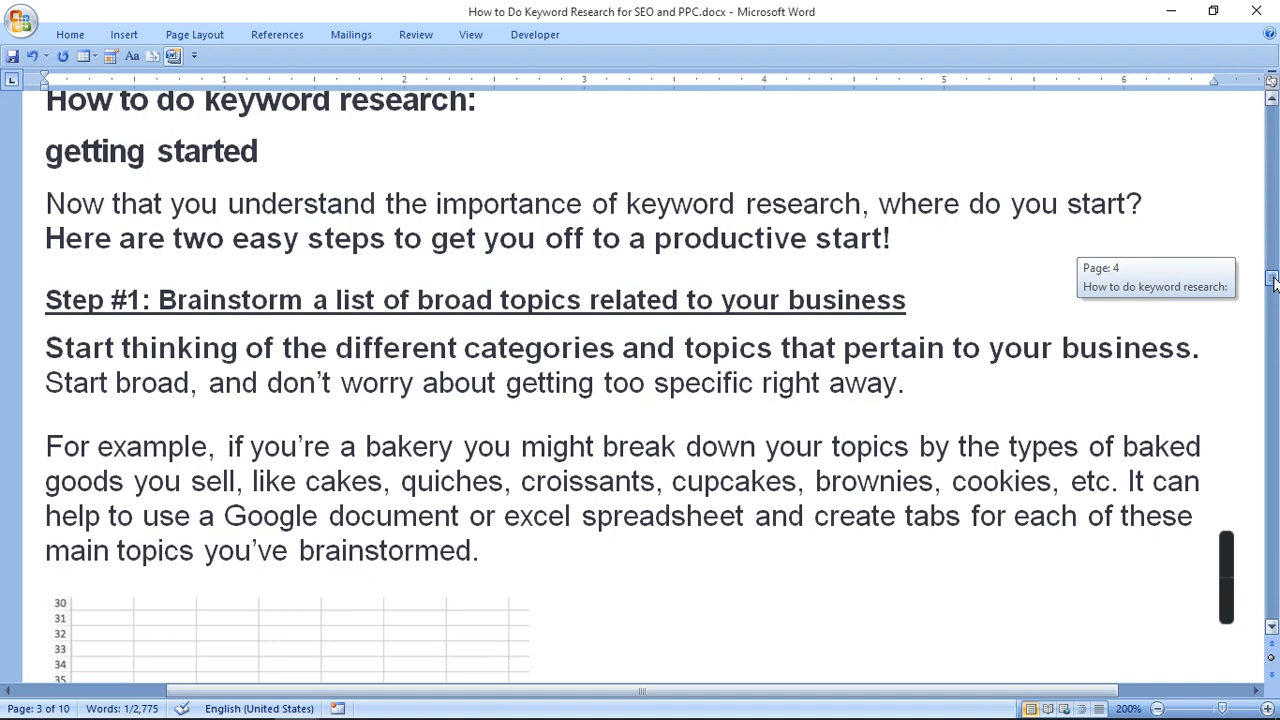 How to Do Keyword Research for SEO and PPC.docx - Microsoft Word
Home Insert Page Layout References Mailings Review View Developer
Aa
1 2 3 4 5 6
How to do keyword research:
getting started
Now that you understand the importance of keyword research, where do you start?
Here are two easy steps to get you off to a productive start!
Page: 4
How to do keyword research:
Step #1: Brainstorm a list of broad topics related to your business
Start thinking of the different categories and topics that pertain to your business.
Start broad, and don’t worry about getting too specific right away.
For example, if you’re a bakery you might break down your topics by the types of baked
goods you sell, like cakes, quiches, croissants, cupcakes, brownies, cookies, etc. It can
help to use a Google document or excel spreadsheet and create tabs for each of these
main topics you’ve brainstormed.
30
31
32
33
34
35
Page: 3 of 10 Words: 1/2,775 English (United States) 200%